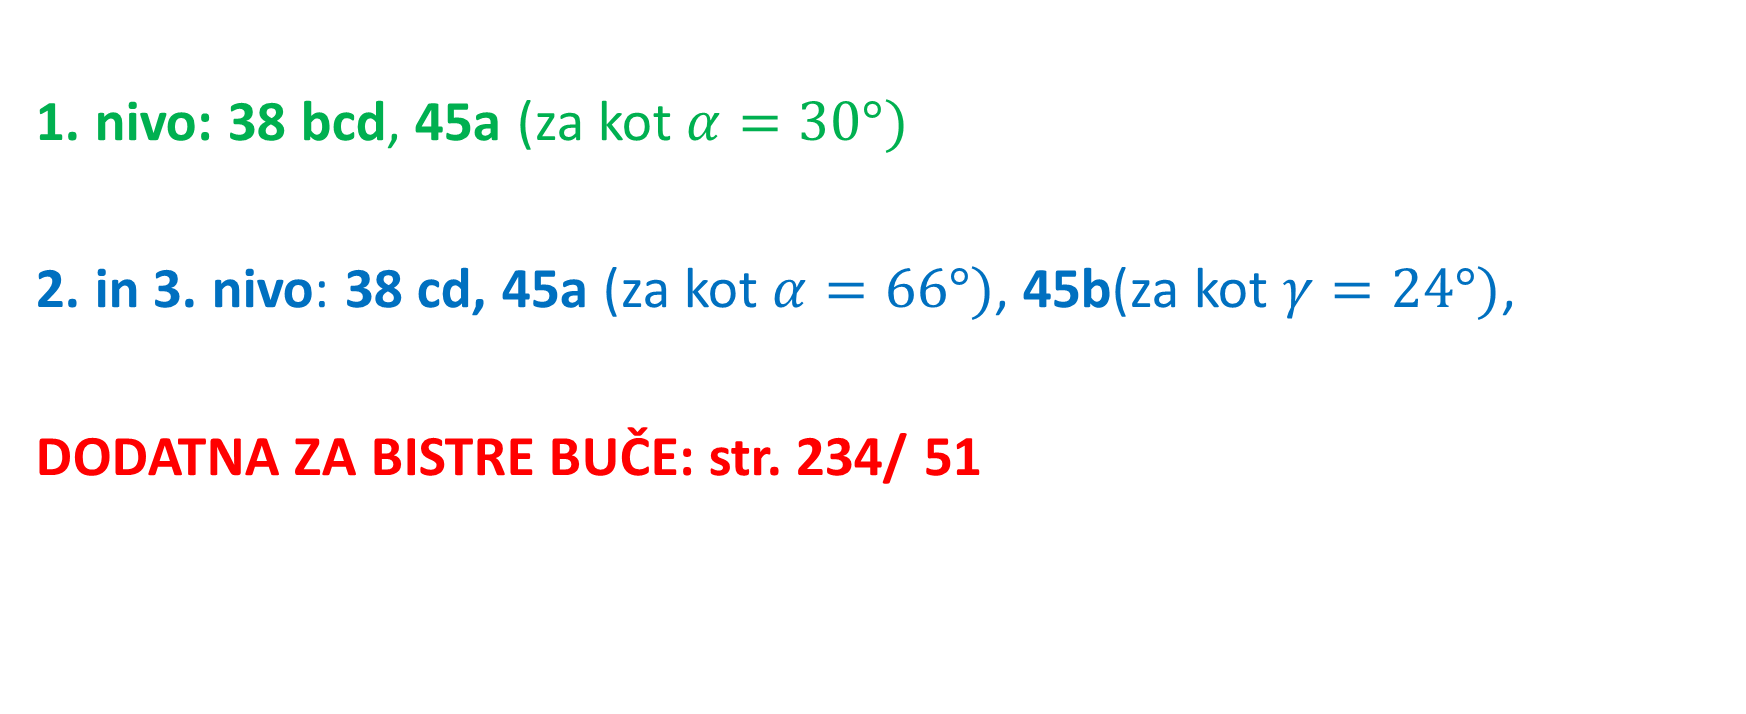 1. nivo: 38 bcd, 45a (za kot α = 30°)
2. in 3. nivo: 38 cd, 45a (za kot α = 66°), 45b(za kot γ = 24°),
DODATNA ZA BISTRE BUČE: str. 234/ 51